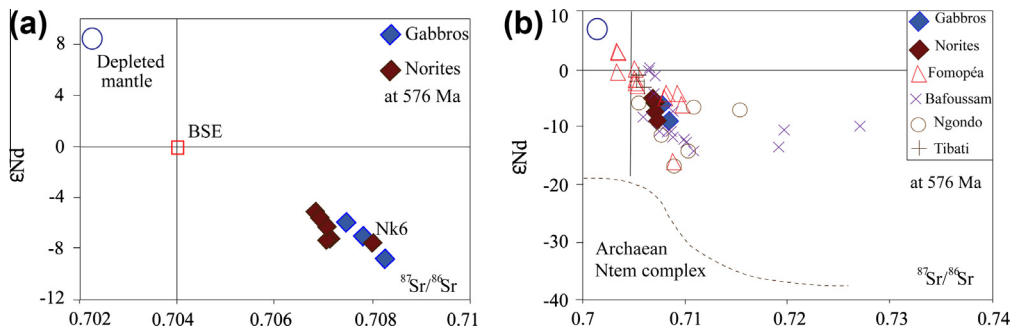 (a)
8
4
0
-4
-8
-12
εNd
Depleted
mantle
BSE
Gabbros
Norites
at 576 Ma
Nk6
87Sr/86Sr
0.702
0.704
0.706
0.708
0.71
(b)
10
0
-10
-20
-30
-40
εNd
Gabbros
Norites
Fomopéa
Bafoussam
Ngondo
Tibati
at 576 Ma
Archaean
Ntem complex
87Sr/86Sr
0.7
0.71
0.72
0.73
0.74